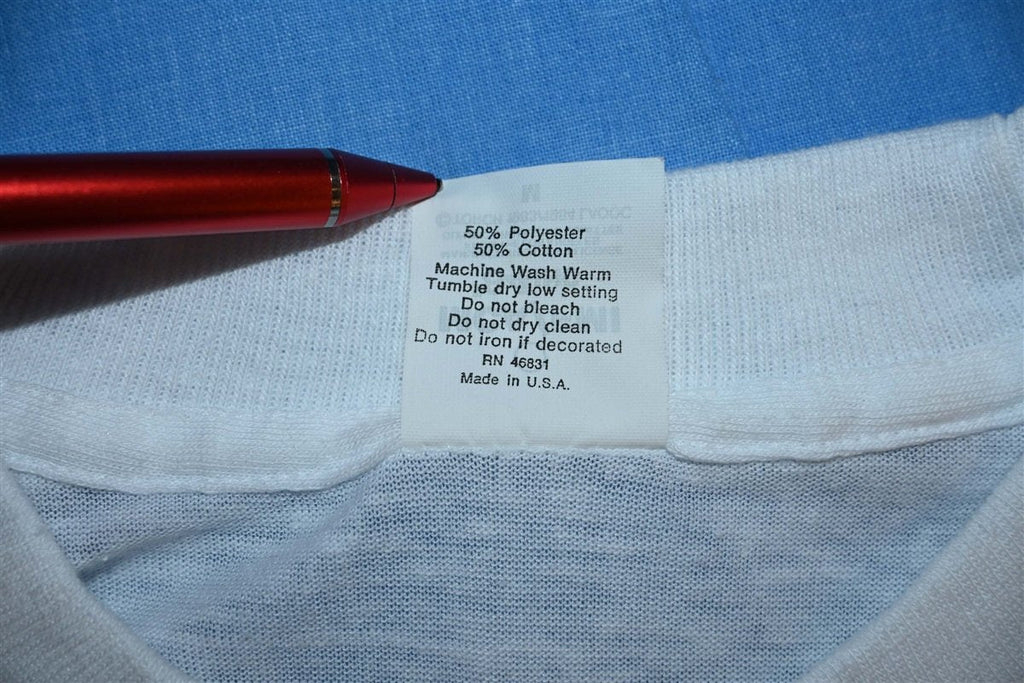 50% Polyester
50% Cotton
Machine Wash Warm
Tumble dry low setting
Do not bleach
Do not dry clean
Do not iron if decorated
RN 46831
Made in U.S.A.